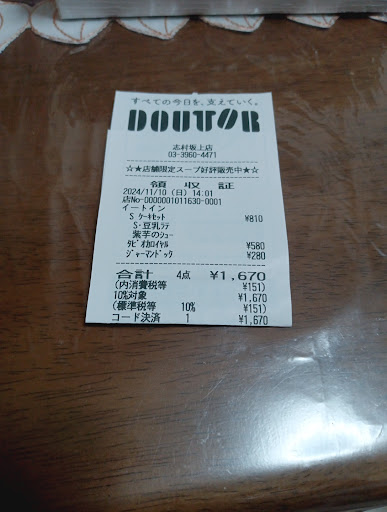 すべての今日を、支えていく。
DOUTOR
志村坂上店
03-3960-4471
☆★店舗限定スープ好評販売中★☆
領収証
2024/11/10 (日) 14:01
店No-0000001011630-0001
イートイン
S ケーキセット ¥810
S・豆乳ラテ
紫芋のシュー
タピオカロイヤル ¥580
ジャーマンドック ¥280
合計 4点 ¥1,670
(内消費税等 ¥151)
10%対象 ¥1,670
(標準税等 10% ¥151)
コード決済 1 ¥1,670